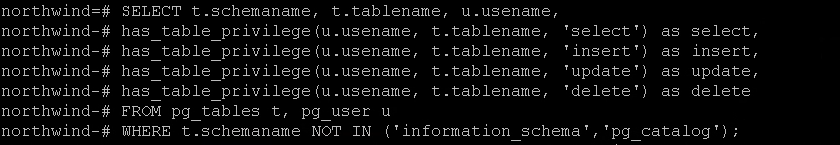 northwind=# SELECT t.schemaname, t.tablename, u.usename,
northwind-# has_table_privilege(u.usename, t.tablename, 'select') as select,
northwind-# has_table_privilege(u.usename, t.tablename, 'insert') as insert,
northwind-# has_table_privilege(u.usename, t.tablename, 'update') as update,
northwind-# has_table_privilege(u.usename, t.tablename, 'delete') as delete
northwind-# FROM pg_tables t, pg_user u
northwind-# WHERE t.schemaname NOT IN ('information_schema','pg_catalog');